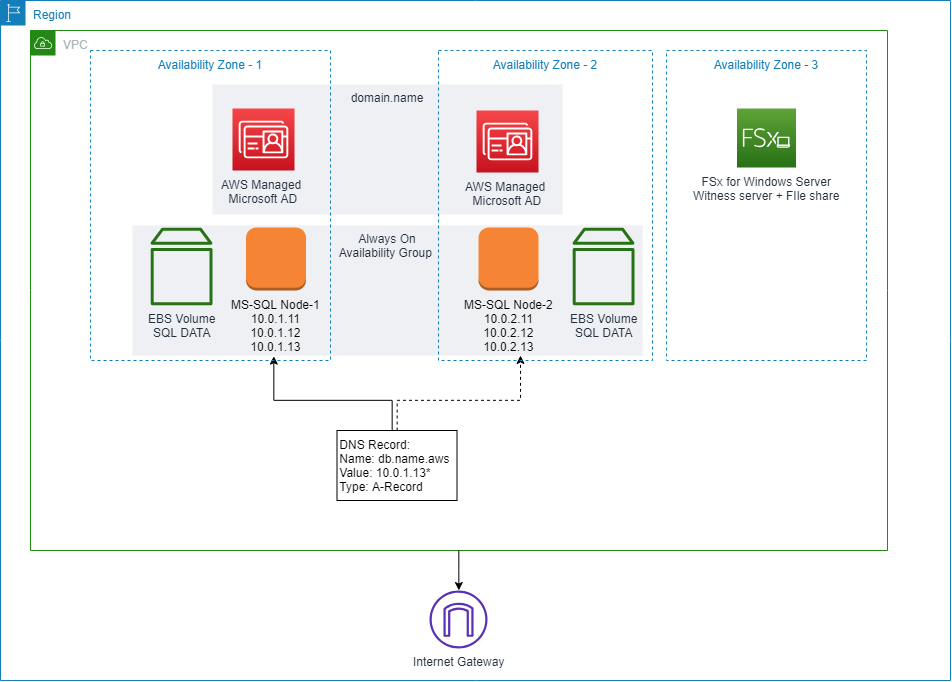 Region
VPC
Availability Zone - 1
Availability Zone - 2
Availability Zone - 3
domain.name
AWS Managed
Microsoft AD
AWS Managed
Microsoft AD
FSx
FSx for Windows Server
Witness server + FIle share
Always On
Availability Group
EBS Volume
SQL DATA
MS-SQL Node-1
10.0.1.11
10.0.1.12
10.0.1.13
MS-SQL Node-2
10.0.2.11
10.0.2.12
10.0.2.13
EBS Volume
SQL DATA
DNS Record:
Name: db.name.aws
Value: 10.0.1.13*
Type: A-Record
Internet Gateway